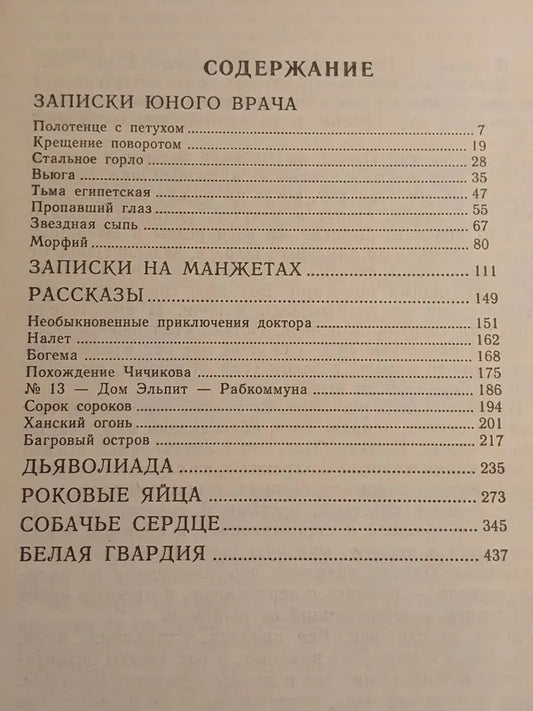 СОДЕРЖАНИЕ
ЗАПИСКИ ЮНОГО ВРАЧА
Полотенце с петухом 7
Крещение поворотом 19
Стальное горло 28
Вьюга 35
Тьма египетская 47
Пропавший глаз 55
Звездная сыпь 67
Морфий 80
ЗАПИСКИ НА МАНЖЕТАХ 111
РАССКАЗЫ 149
Необыкновенные приключения доктора 151
Налет 162
Богема 168
Похождение Чичикова 175
№ 13 — Дом Эльпит — Рабкоммуна 186
Сорок сороков 194
Ханский огонь 201
Багровый остров 217
ДЬЯВОЛИАДА 235
РОКОВЫЕ ЯЙЦА 273
СОБАЧЬЕ СЕРДЦЕ 345
БЕЛАЯ ГВАРДИЯ 437